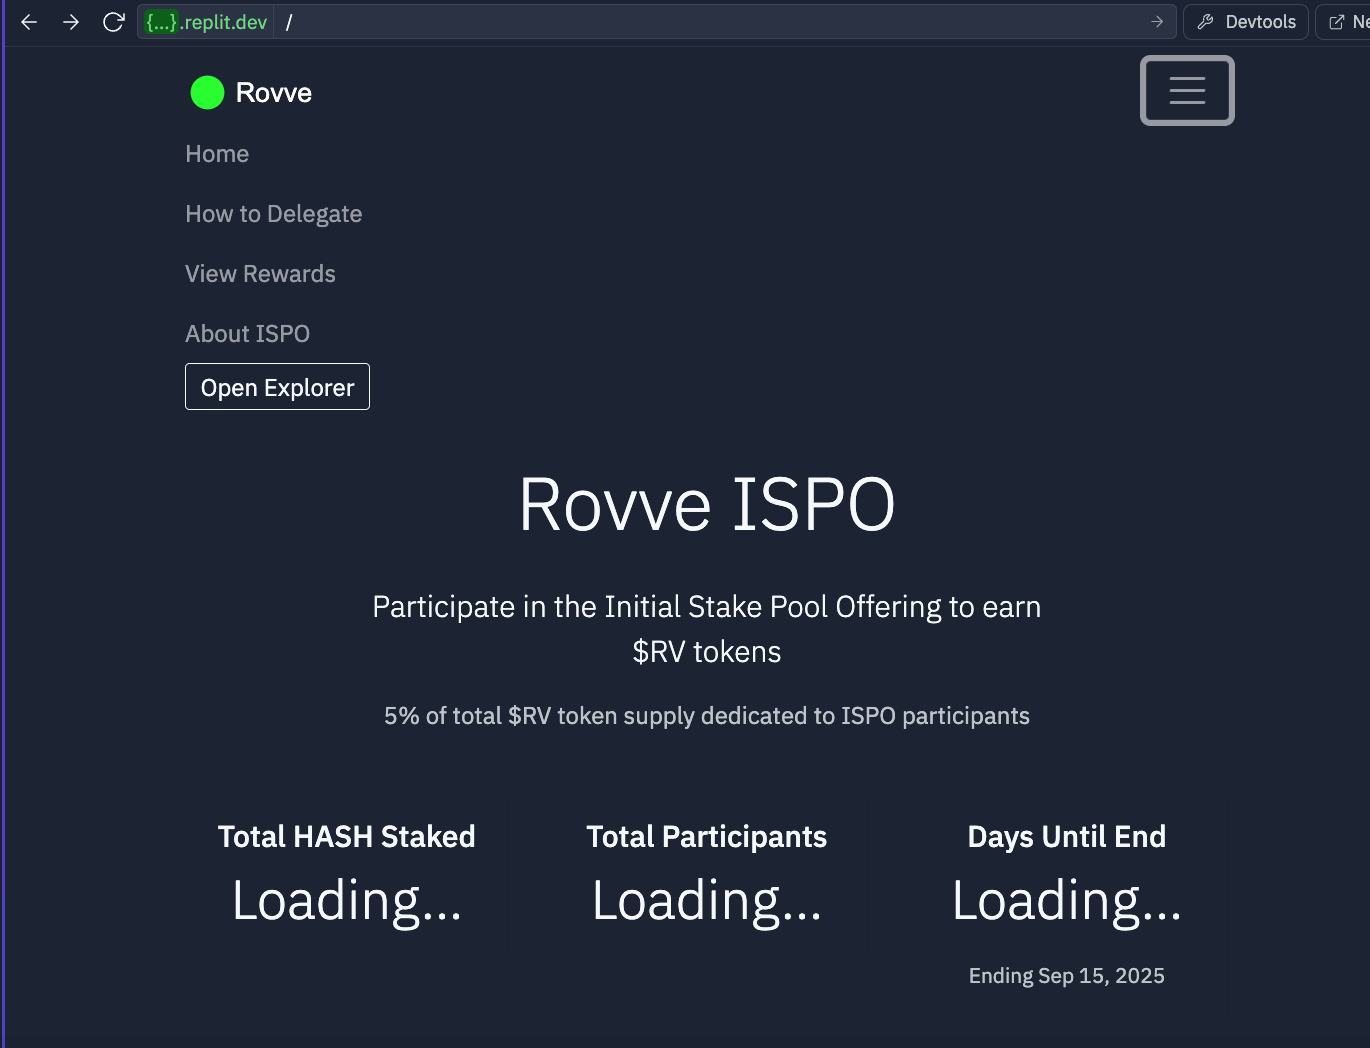 {...}.replit.dev /
Devtools
Rovve
Home
How to Delegate
View Rewards
About ISPO
Open Explorer
Rovve ISPO
Participate in the Initial Stake Pool Offering to earn
$RV tokens
5% of total $RV token supply dedicated to ISPO participants
Total HASH Staked
Loading...
Total Participants
Loading...
Days Until End
Loading...
Ending Sep 15, 2025